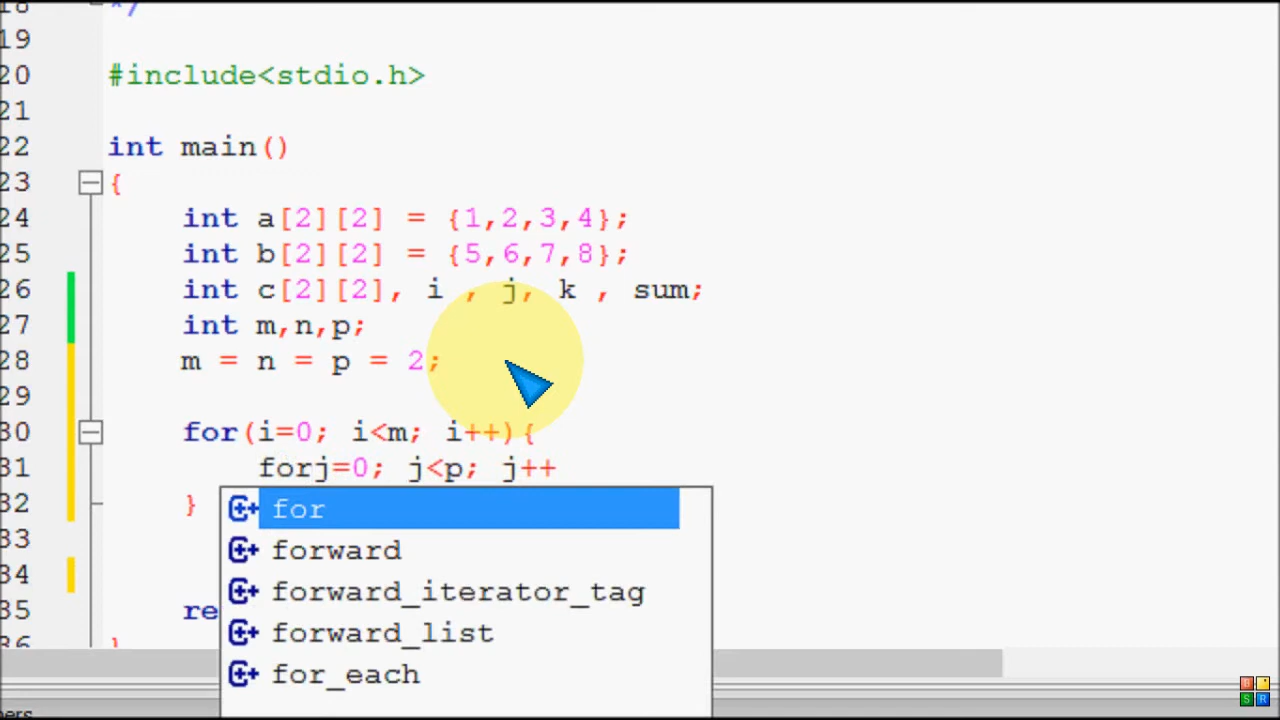 18 */
19
20 #include<stdio.h>
21
22 int main()
23 {
24 int a[2][2] = {1,2,3,4};
25 int b[2][2] = {5,6,7,8};
26 int c[2][2], i , j, k , sum;
27 int m,n,p;
28 m = n = p = 2;
29
30 for(i=0; i<m; i++){
31 forj=0; j<p; j++
32 }
for
33
forward
34
forward_iterator_tag
35 re
forward_list
36 }
for_each